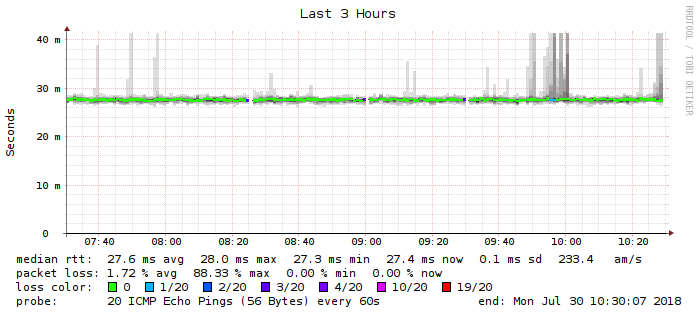 Last 3 Hours
RRDTOOL / TOBI OETIKER
Seconds
40 m
30 m
20 m
10 m
0
07:40 08:00 08:20 08:40 09:00 09:20 09:40 10:00 10:20
median rtt: 27.6 ms avg 28.0 ms max 27.3 ms min 27.4 ms now 0.1 ms sd 233.4 am/s
packet loss: 1.72 % avg 88.33 % max 0.00 % min 0.00 % now
loss color: 0 1/20 2/20 3/20 4/20 10/20 19/20
probe: 20 ICMP Echo Pings (56 Bytes) every 60s end: Mon Jul 30 10:30:07 2018